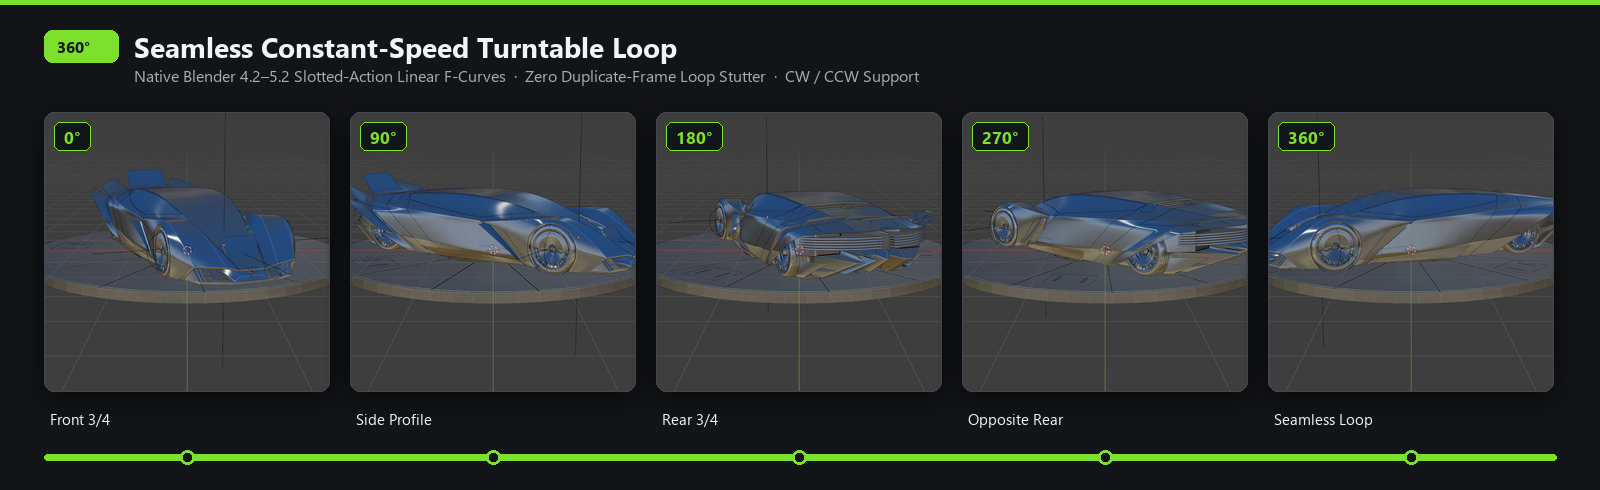 360°
Seamless Constant-Speed Turntable Loop
Native Blender 4.2–5.2 Slotted-Action Linear F-Curves · Zero Duplicate-Frame Loop Stutter · CW / CCW Support
0°
90°
180°
270°
360°
Front 3/4
Side Profile
Rear 3/4
Opposite Rear
Seamless Loop